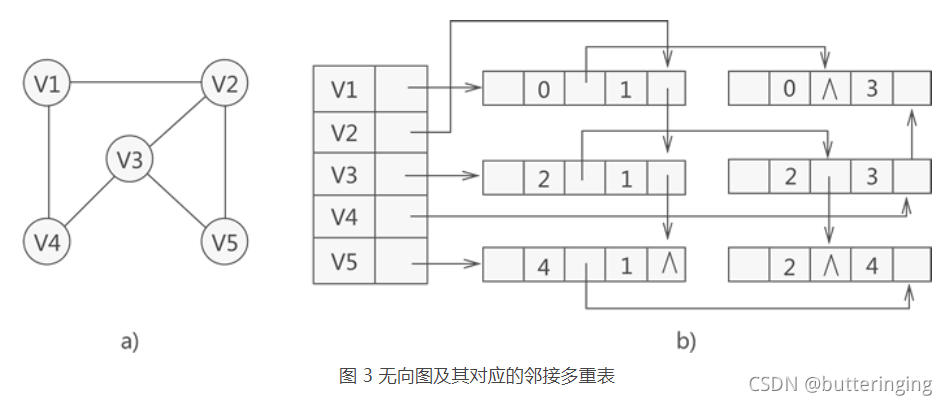 V1 V2
V3
V4 V5
a)
V1 0 1 0 ∧ 3
V2
V3 2 1 2 3
V4
V5 4 1 ∧ 2 ∧ 4
b)
图 3 无向图及其对应的邻接多重表
CSDN @butteringing